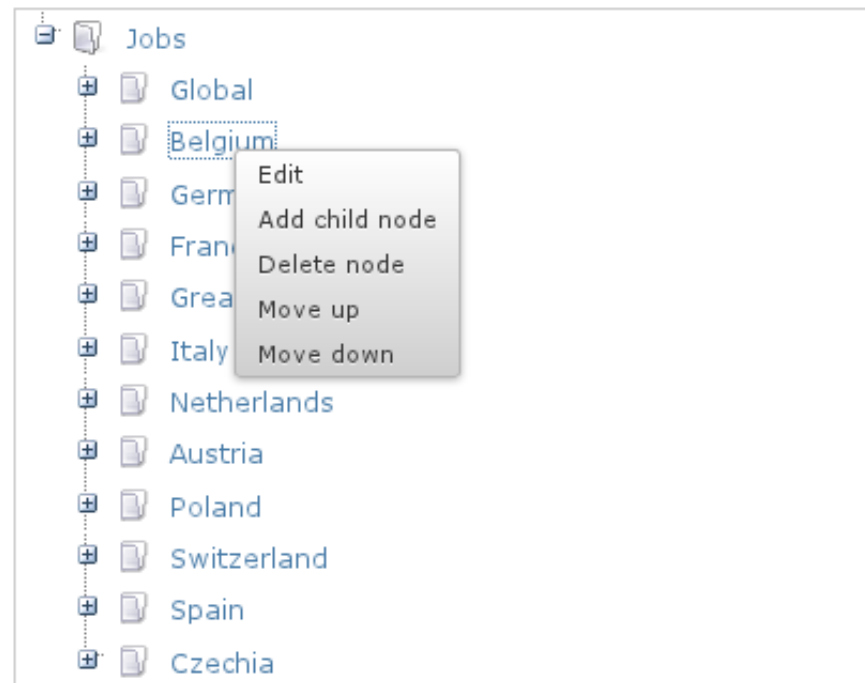 Jobs
Global
Belgium
Edit
Add child node
Delete node
Move up
Move down
Italy
Netherlands
Austria
Poland
Switzerland
Spain
Czechia